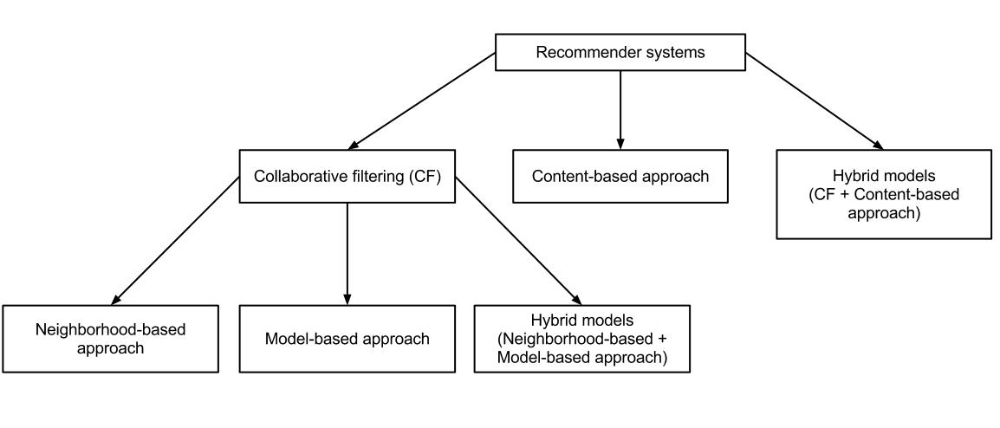 Recommender systems
Collaborative filtering (CF)
Content-based approach
Hybrid models
(CF + Content-based
approach)
Neighborhood-based
approach
Model-based approach
Hybrid models
(Neighborhood-based +
Model-based approach)